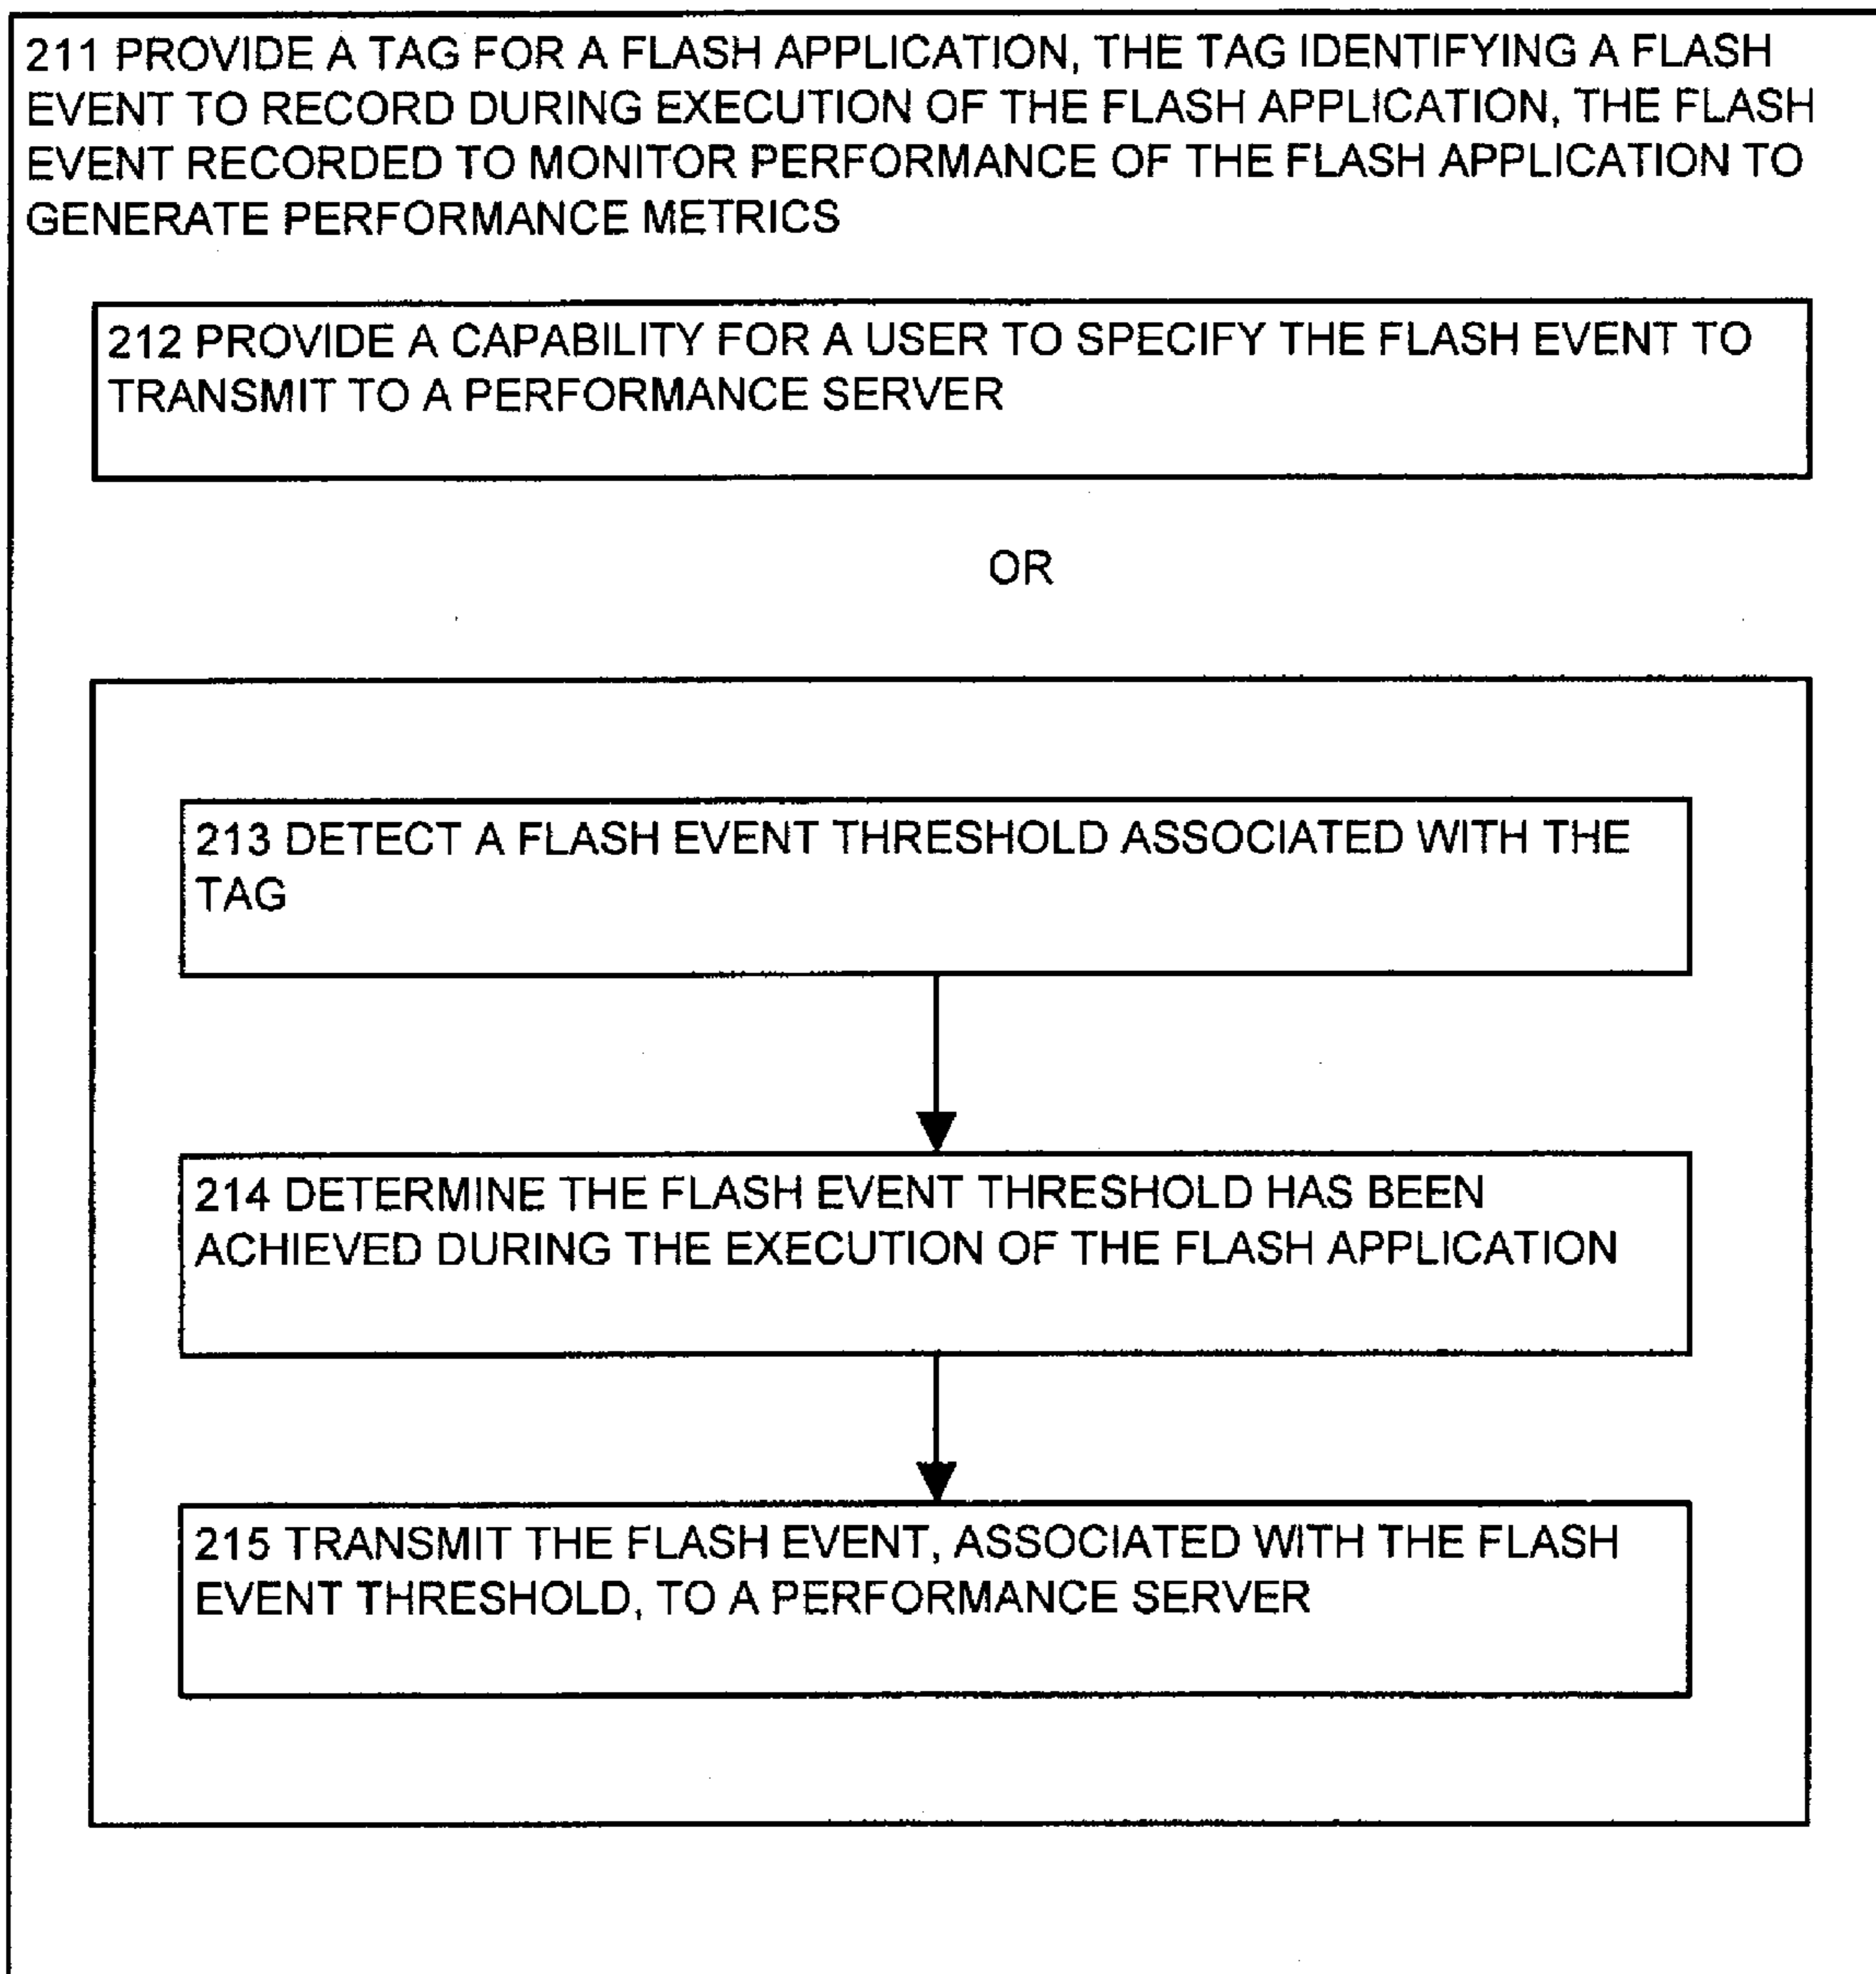 211 PROVIDE A TAG FOR A FLASH APPLICATION, THE TAG IDENTIFYING A FLASH
EVENT TO RECORD DURING EXECUTION OF THE FLASH APPLICATION, THE FLASH
EVENT RECORDED TO MONITOR PERFORMANCE OF THE FLASH APPLICATION TO
GENERATE PERFORMANCE METRICS
212 PROVIDE A CAPABILITY FOR A USER TO SPECIFY THE FLASH EVENT TO
TRANSMIT TO A PERFORMANCE SERVER
OR
213 DETECT A FLASH EVENT THRESHOLD ASSOCIATED WITH THE
TAG
214 DETERMINE THE FLASH EVENT THRESHOLD HAS BEEN
ACHIEVED DURING THE EXECUTION OF THE FLASH APPLICATION
215 TRANSMIT THE FLASH EVENT, ASSOCIATED WITH THE FLASH
EVENT THRESHOLD, TO A PERFORMANCE SERVER